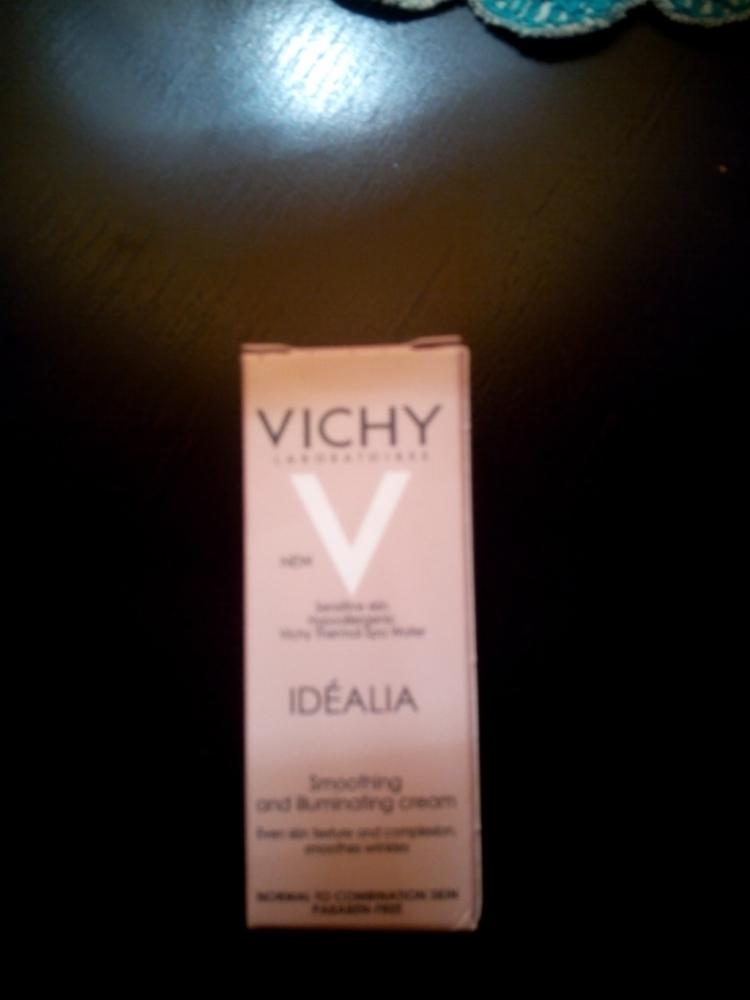 VICHY
LABORATOIRES
V
NEW
Sensitive skin
Hypoallergenic
Vichy Thermal Spa Water
IDÉALIA
Smoothing
and illuminating cream
Even skin texture and complexion,
smoothes wrinkles
NORMAL TO COMBINATION SKIN
PARABEN-FREE